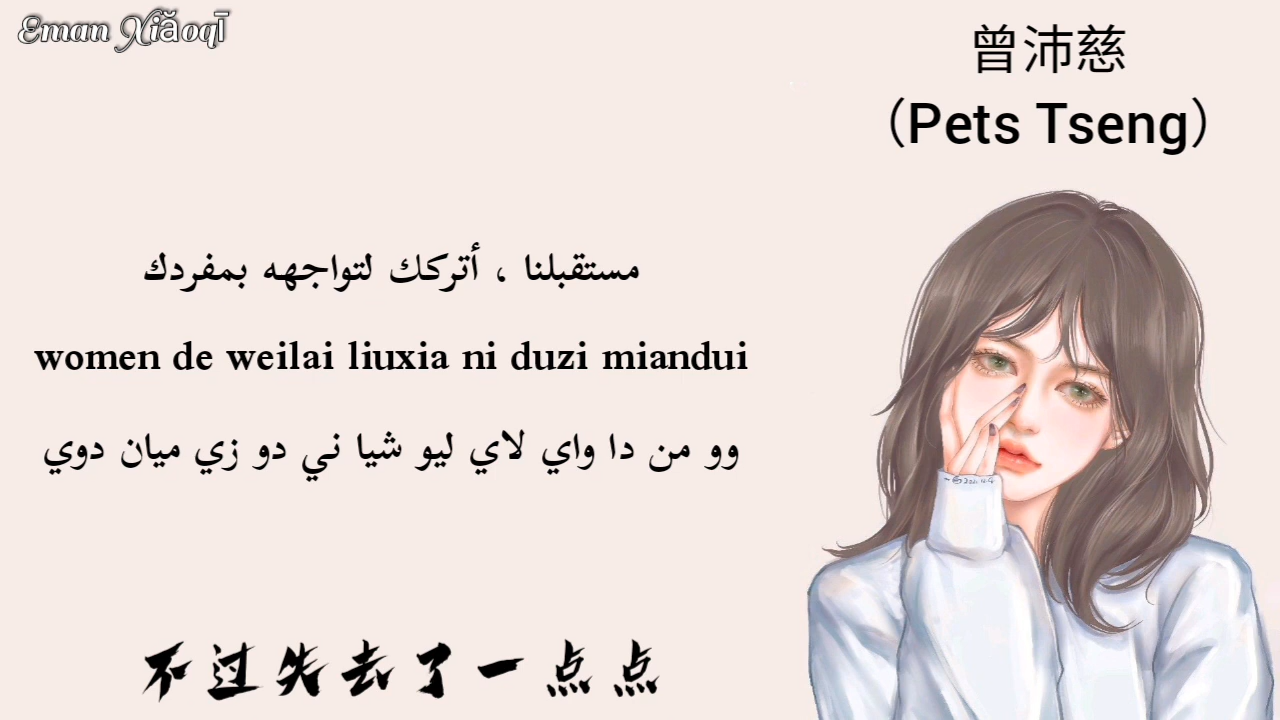 Eman Xiǎoqī
曾沛慈
（Pets Tseng）
مستقبلنا ، أتركك لتواجهه بمفردك
women de weilai liuxia ni duzi miandui
وو من دا واي لاي ليو شيا ني دو زي ميان دوي
不过失去了一点点